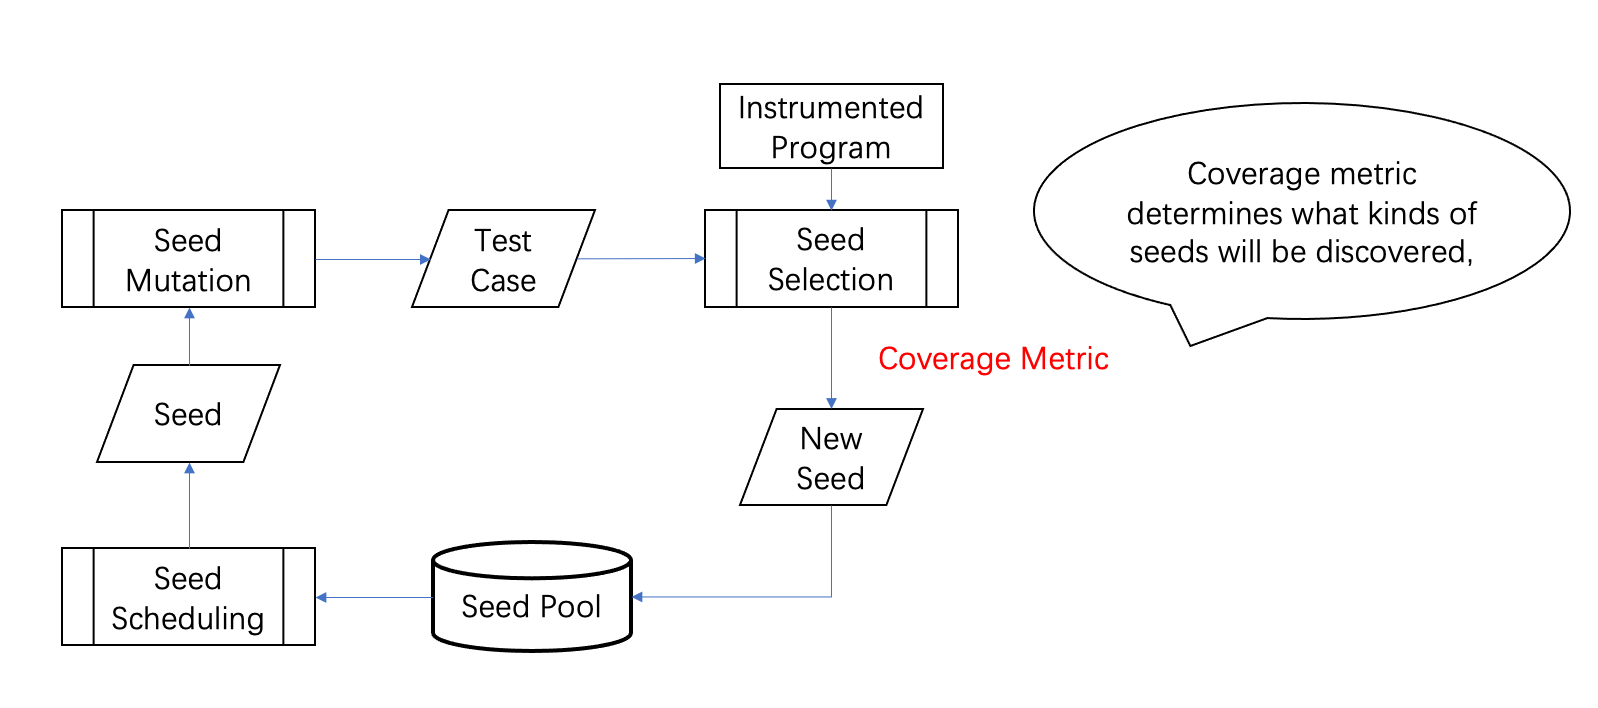 Instrumented
Program
Coverage metric
determines what kinds of
seeds will be discovered,
Seed
Mutation
Test
Case
Seed
Selection
Coverage Metric
Seed
New
Seed
Seed
Scheduling
Seed Pool